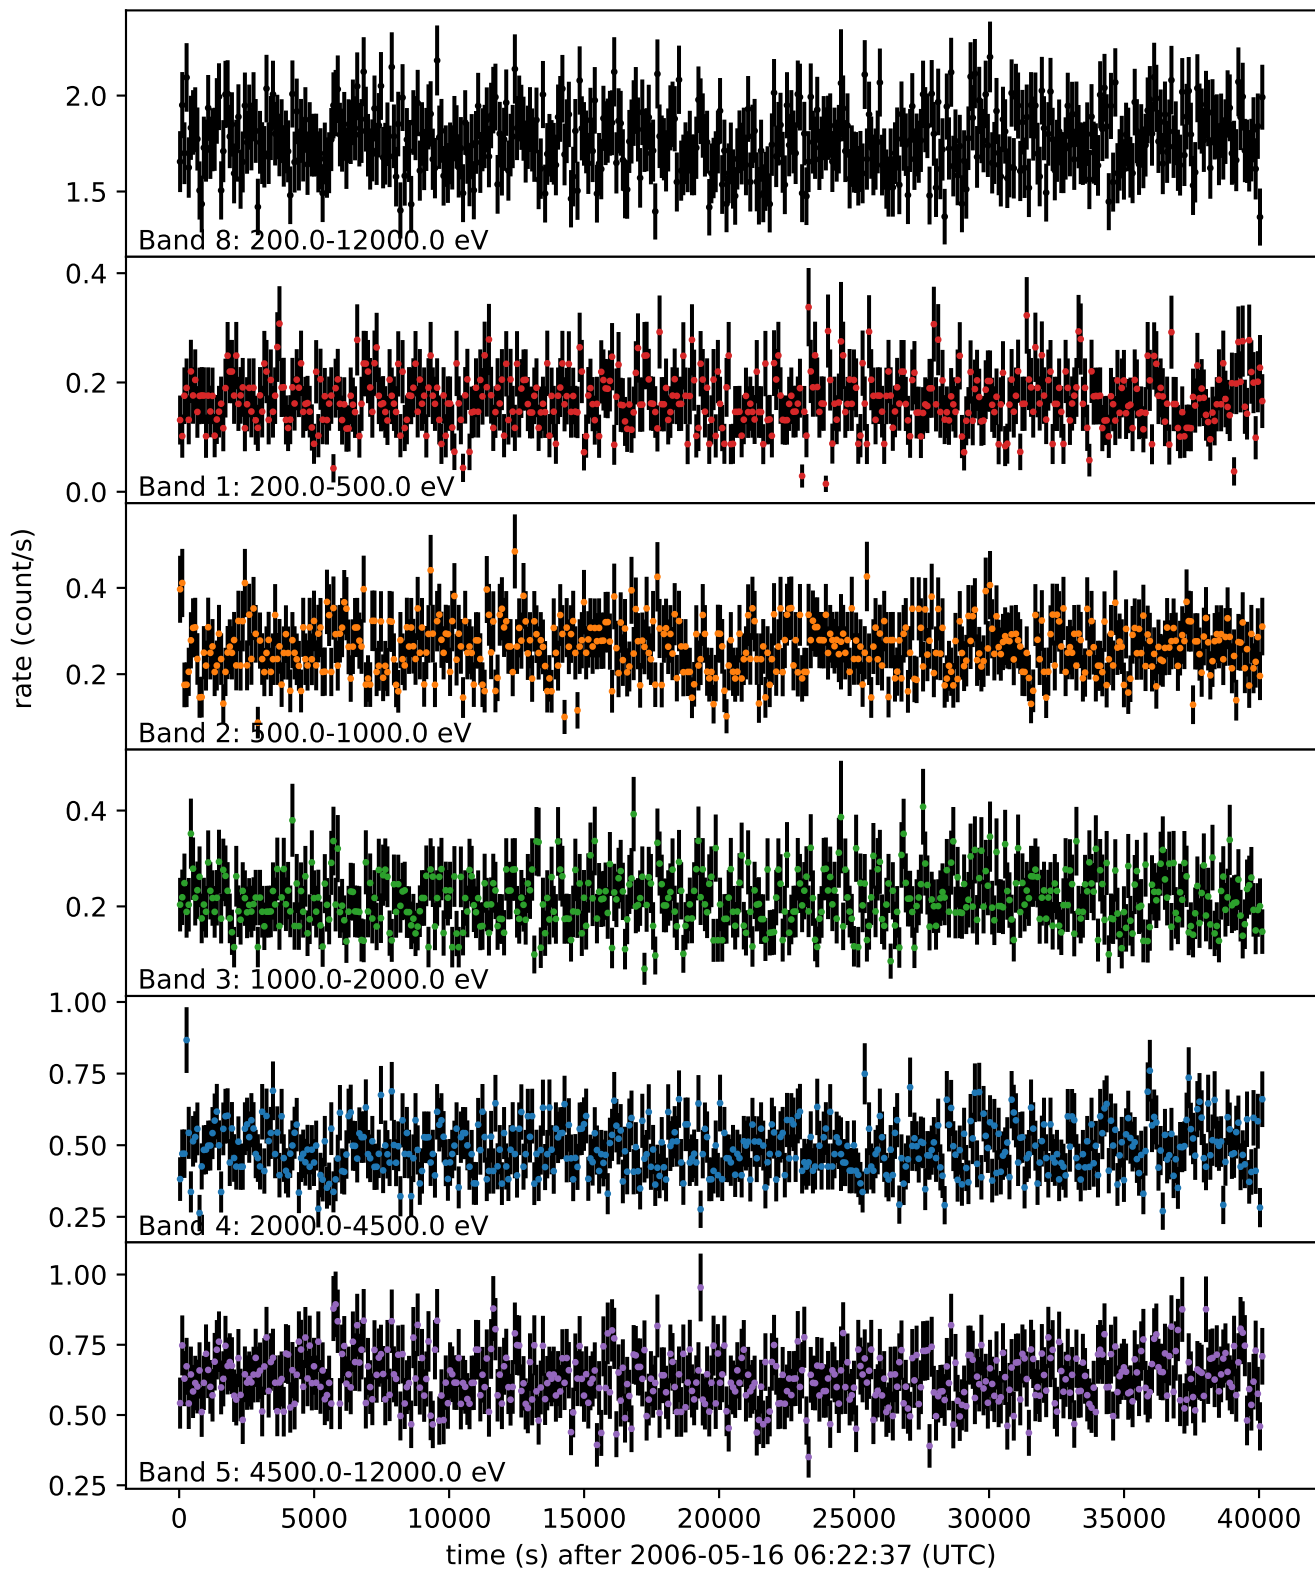 2.0
1.5
Band 8: 200.0-12000.0 eV
0.4
0.2
0.0
Band 1: 200.0-500.0 eV
rate (count/s)
0.4
0.2
Band 2: 500.0-1000.0 eV
0.4
0.2
Band 3: 1000.0-2000.0 eV
1.00
0.75
0.50
0.25
Band 4: 2000.0-4500.0 eV
1.00
0.75
0.50
0.25
Band 5: 4500.0-12000.0 eV
0 5000 10000 15000 20000 25000 30000 35000 40000
time (s) after 2006-05-16 06:22:37 (UTC)